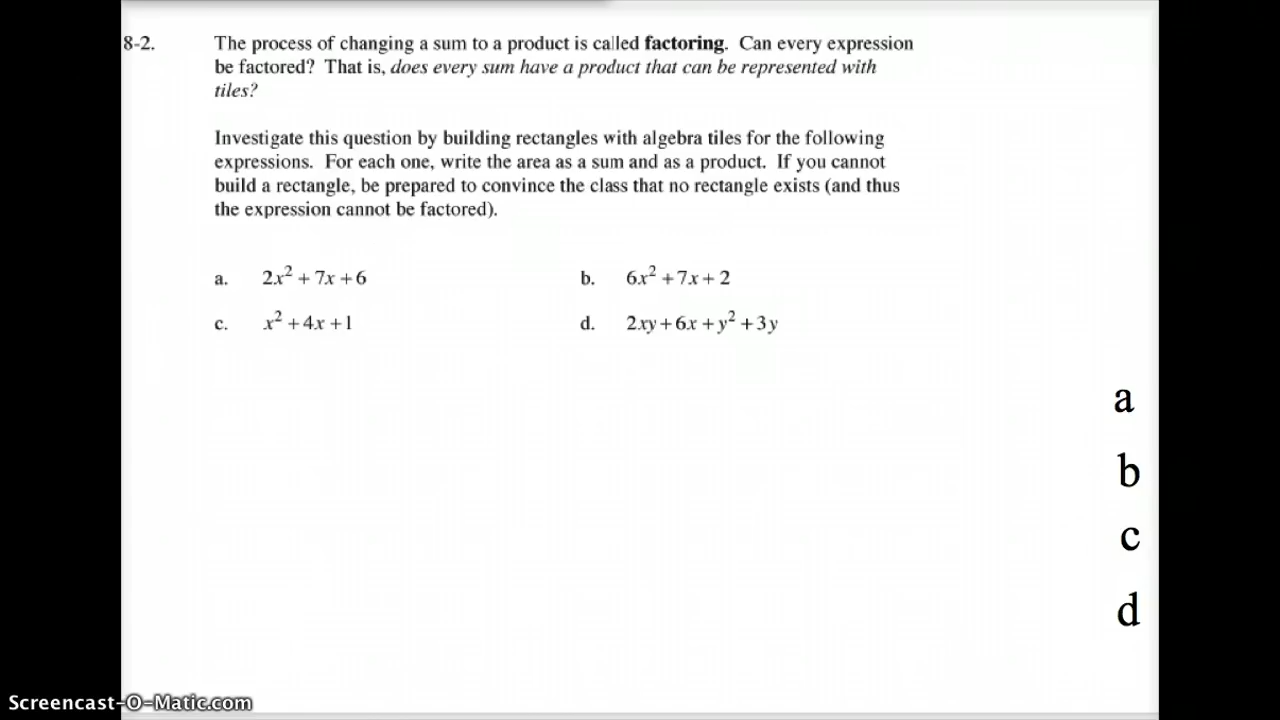 8-2. The process of changing a sum to a product is called factoring. Can every expression
be factored? That is, does every sum have a product that can be represented with
tiles?
Investigate this question by building rectangles with algebra tiles for the following
expressions. For each one, write the area as a sum and as a product. If you cannot
build a rectangle, be prepared to convince the class that no rectangle exists (and thus
the expression cannot be factored).
a. 2x² + 7x + 6 b. 6x² + 7x + 2
c. x² + 4x + 1 d. 2xy + 6x + y² + 3y
a
b
c
d
Screencast-O-Matic.com